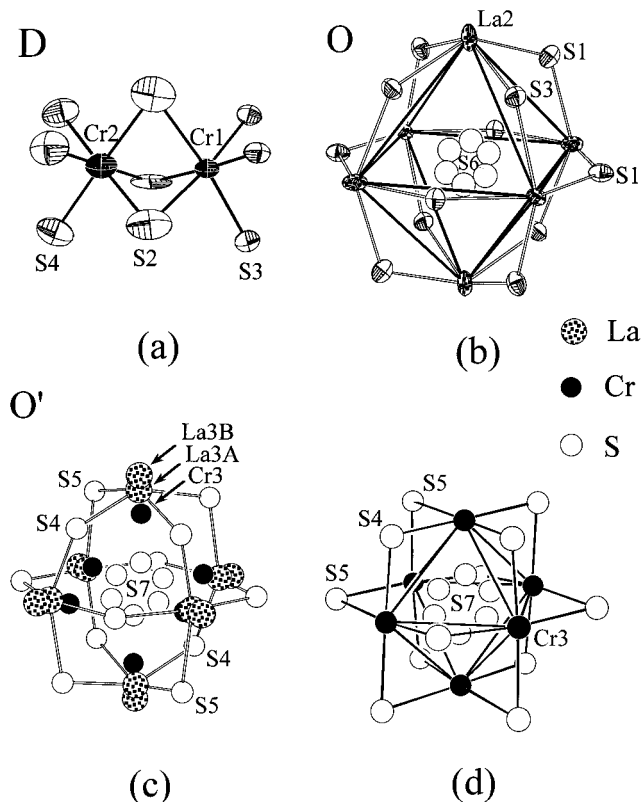 D
Cr2
Cr1
S4
S2
S3
(a)
O
La2
S1
S3
S6
S1
(b)
La
Cr
S
O'
La3B
La3A
Cr3
S5
S4
S7
S4
S5
(c)
S5
S4
S5
S7
Cr3
(d)